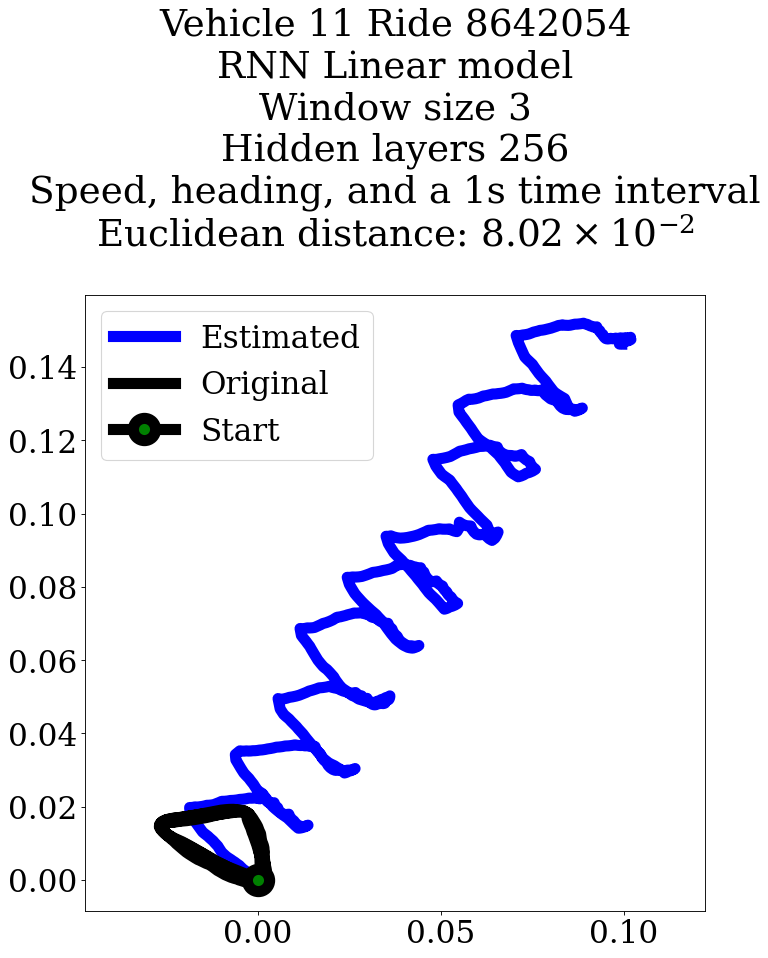 Vehicle 11 Ride 8642054
RNN Linear model
Window size 3
Hidden layers 256
Speed, heading, and a 1s time interval
Euclidean distance: 8.02 × 10⁻²
Estimated
Original
Start
0.14
0.12
0.10
0.08
0.06
0.04
0.02
0.00
0.00 0.05 0.10